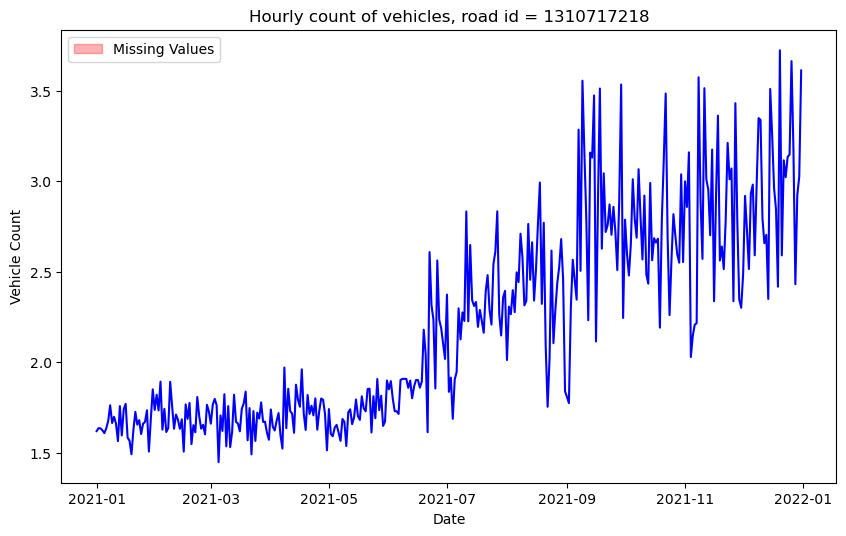 Hourly count of vehicles, road id = 1310717218
Missing Values
Vehicle Count
3.5
3.0
2.5
2.0
1.5
2021-01 2021-03 2021-05 2021-07 2021-09 2021-11 2022-01
Date